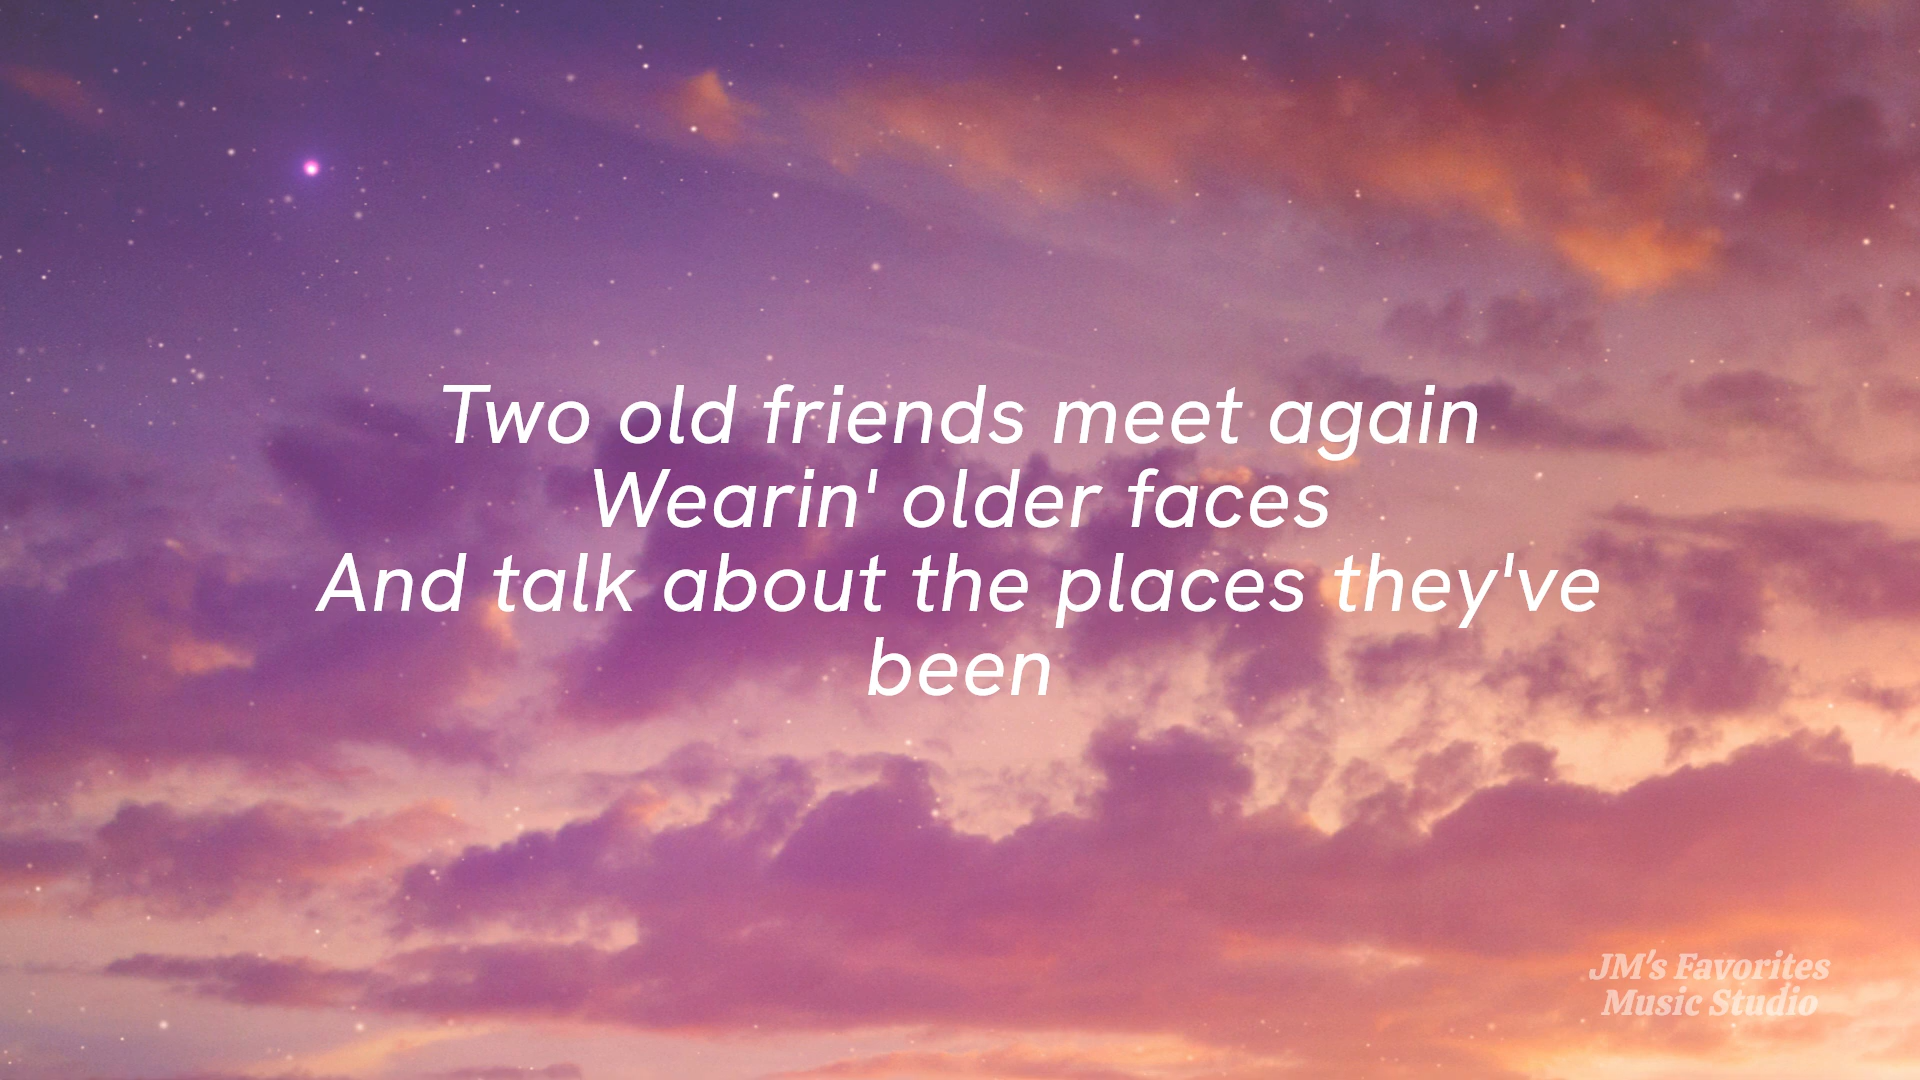 Two old friends meet again
Wearin' older faces
And talk about the places they've
been
JM's Favorites
Music Studio